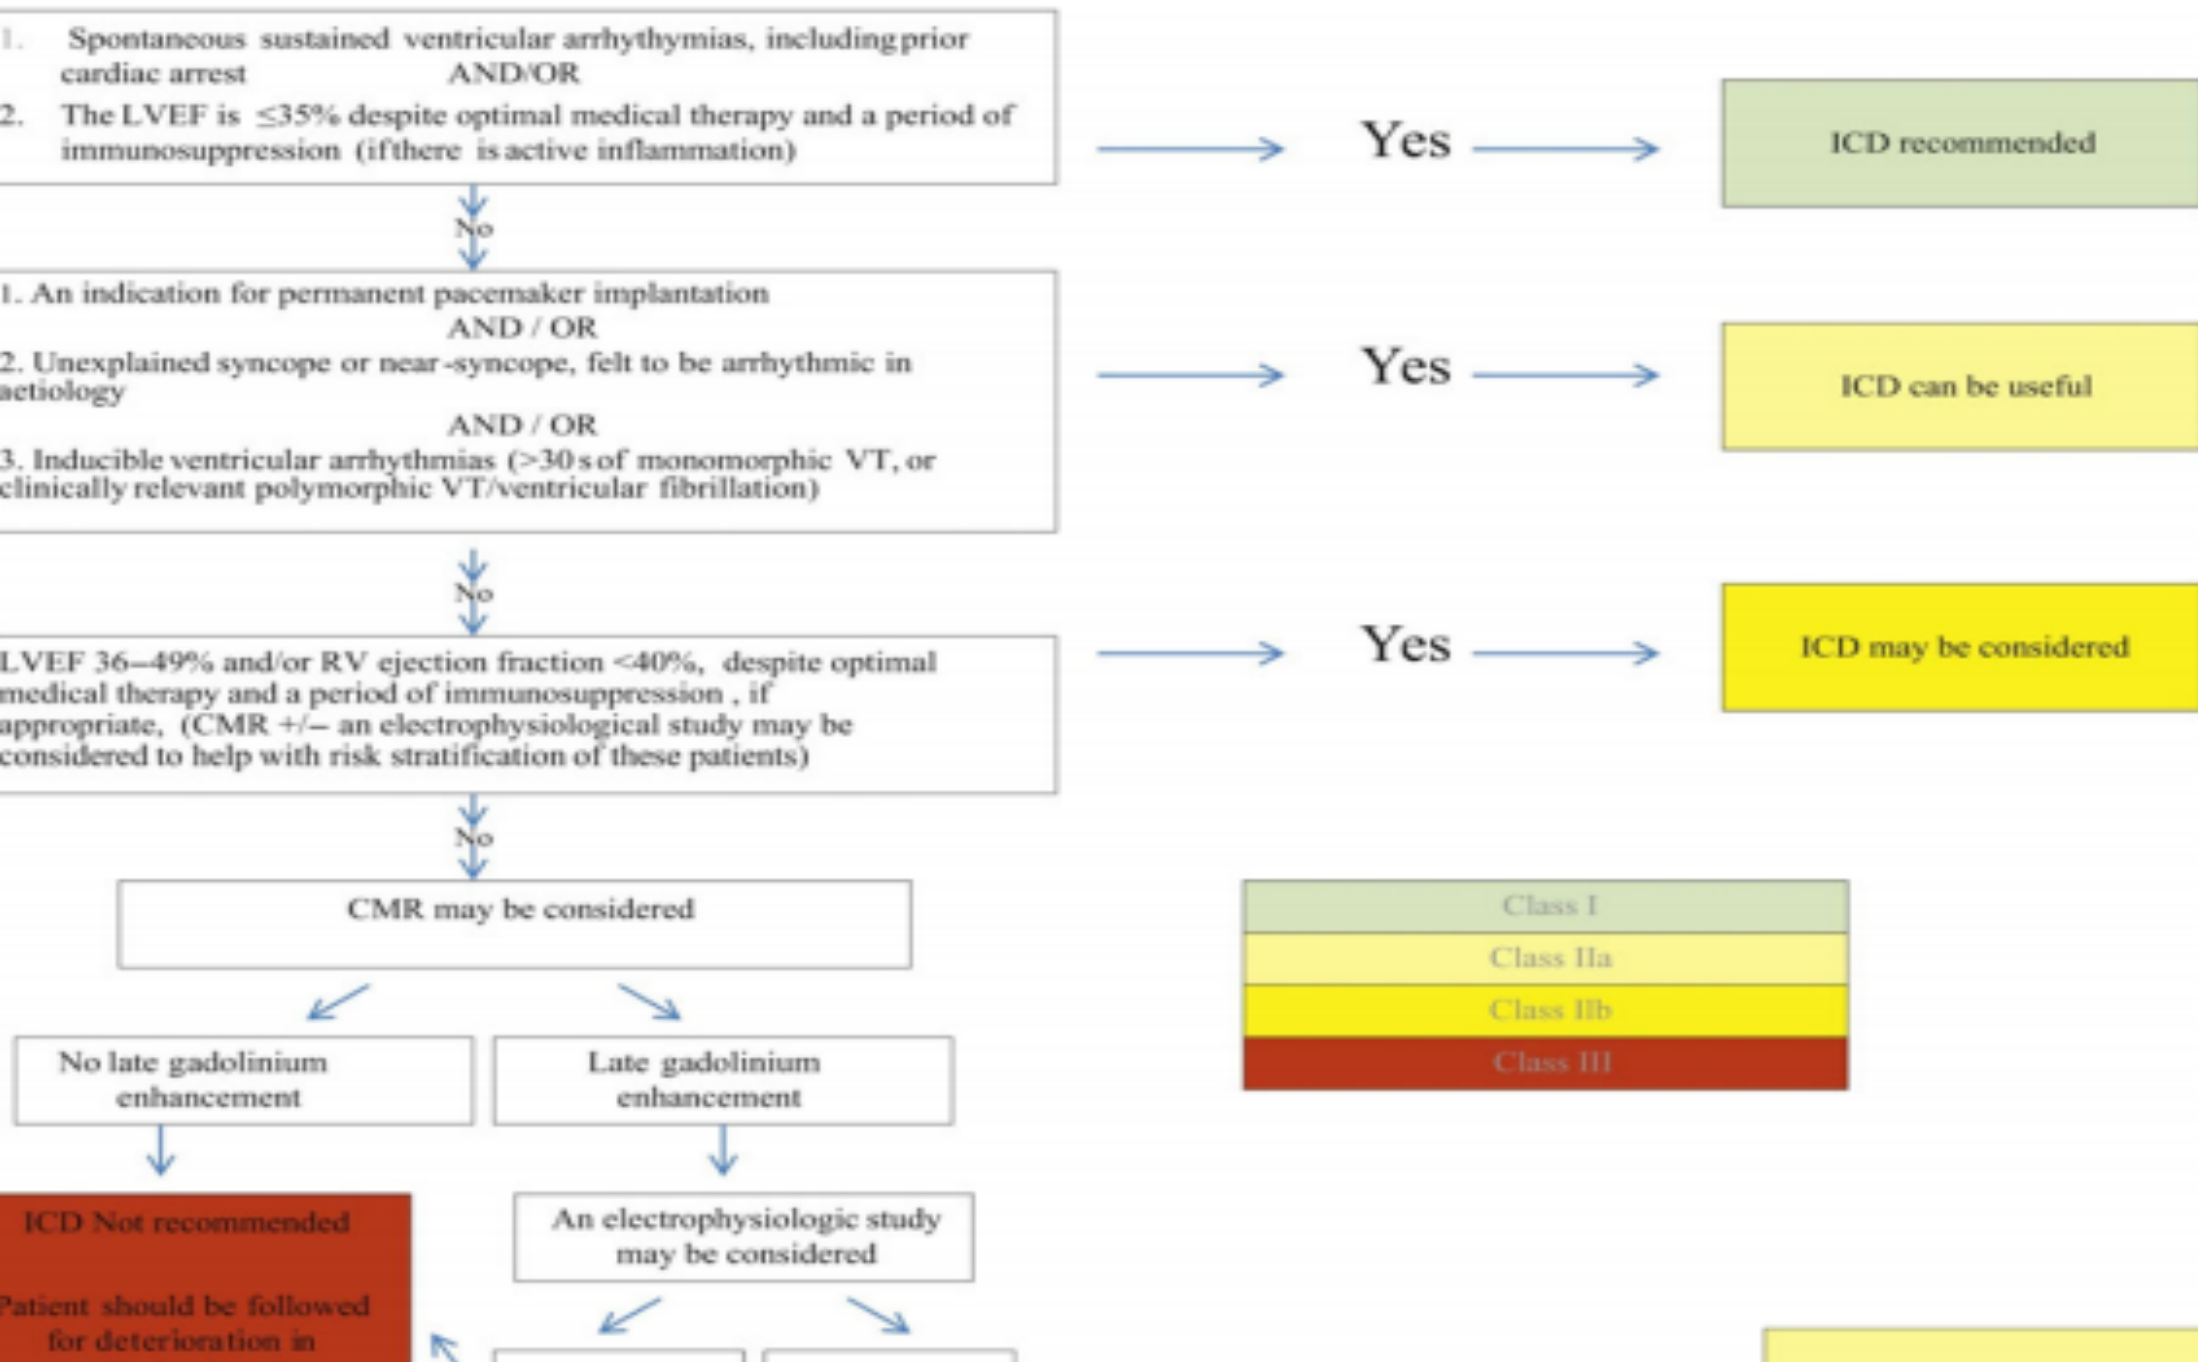 1. Spontaneous sustained ventricular arrhythymias, including prior
cardiac arrest AND/OR
2. The LVEF is ≤35% despite optimal medical therapy and a period of
immunosuppression (if there is active inflammation)
Yes
ICD recommended
No
1. An indication for permanent pacemaker implantation
AND / OR
2. Unexplained syncope or near-syncope, felt to be arrhythmic in
aetiology
AND / OR
3. Inducible ventricular arrhythmias (>30 s of monomorphic VT, or
clinically relevant polymorphic VT/ventricular fibrillation)
Yes
ICD can be useful
No
LVEF 36–49% and/or RV ejection fraction <40%, despite optimal
medical therapy and a period of immunosuppression , if
appropriate, (CMR +/– an electrophysiological study may be
considered to help with risk stratification of these patients)
Yes
ICD may be considered
No
CMR may be considered
Class I
Class IIa
Class IIb
Class III
No late gadolinium
enhancement
Late gadolinium
enhancement
ICD Not recommended
Patient should be followed
for deterioration in
An electrophysiologic study
may be considered